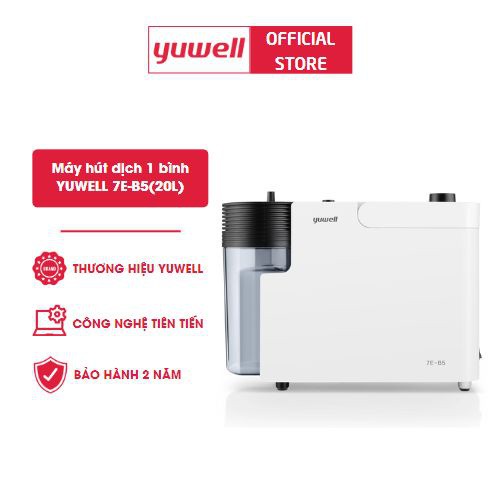 yuwell
OFFICIAL
STORE
Máy hút dịch 1 bình
YUWELL 7E-B5(20L)
BRAND
THƯƠNG HIỆU YUWELL
CÔNG NGHỆ TIÊN TIẾN
BẢO HÀNH 2 NĂM
yuwell
7E-B5